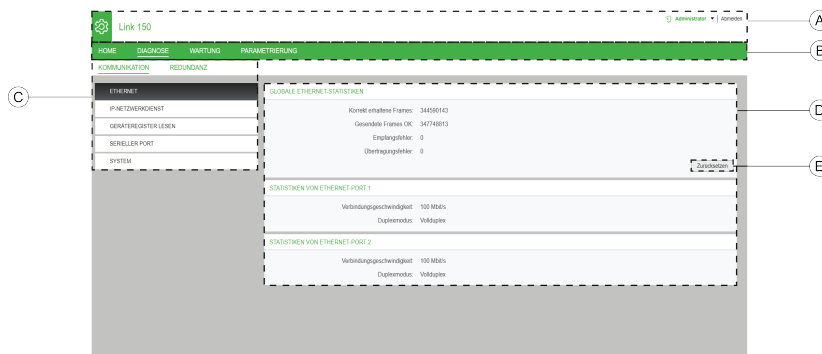 Link 150
Administrator Abmelden
A
HOME DIAGNOSE WARTUNG PARAMETRIERUNG
B
KOMMUNIKATION REDUNDANZ
C
ETHERNET
IP-NETZWERKDIENST
GERÄTEREGISTER LESEN
SERIELLER PORT
SYSTEM
GLOBALE ETHERNET-STATISTIKEN
Korrekt erhaltene Frames: 344590143
Gesendete Frames OK: 347748813
Empfangsfehler: 0
Übertragungsfehler: 0
D
Zurücksetzen
E
STATISTIKEN VON ETHERNET-PORT 1
Verbindungsgeschwindigkeit: 100 Mbit/s
Duplexmodus: Vollduplex
STATISTIKEN VON ETHERNET-PORT 2
Verbindungsgeschwindigkeit: 100 Mbit/s
Duplexmodus: Vollduplex